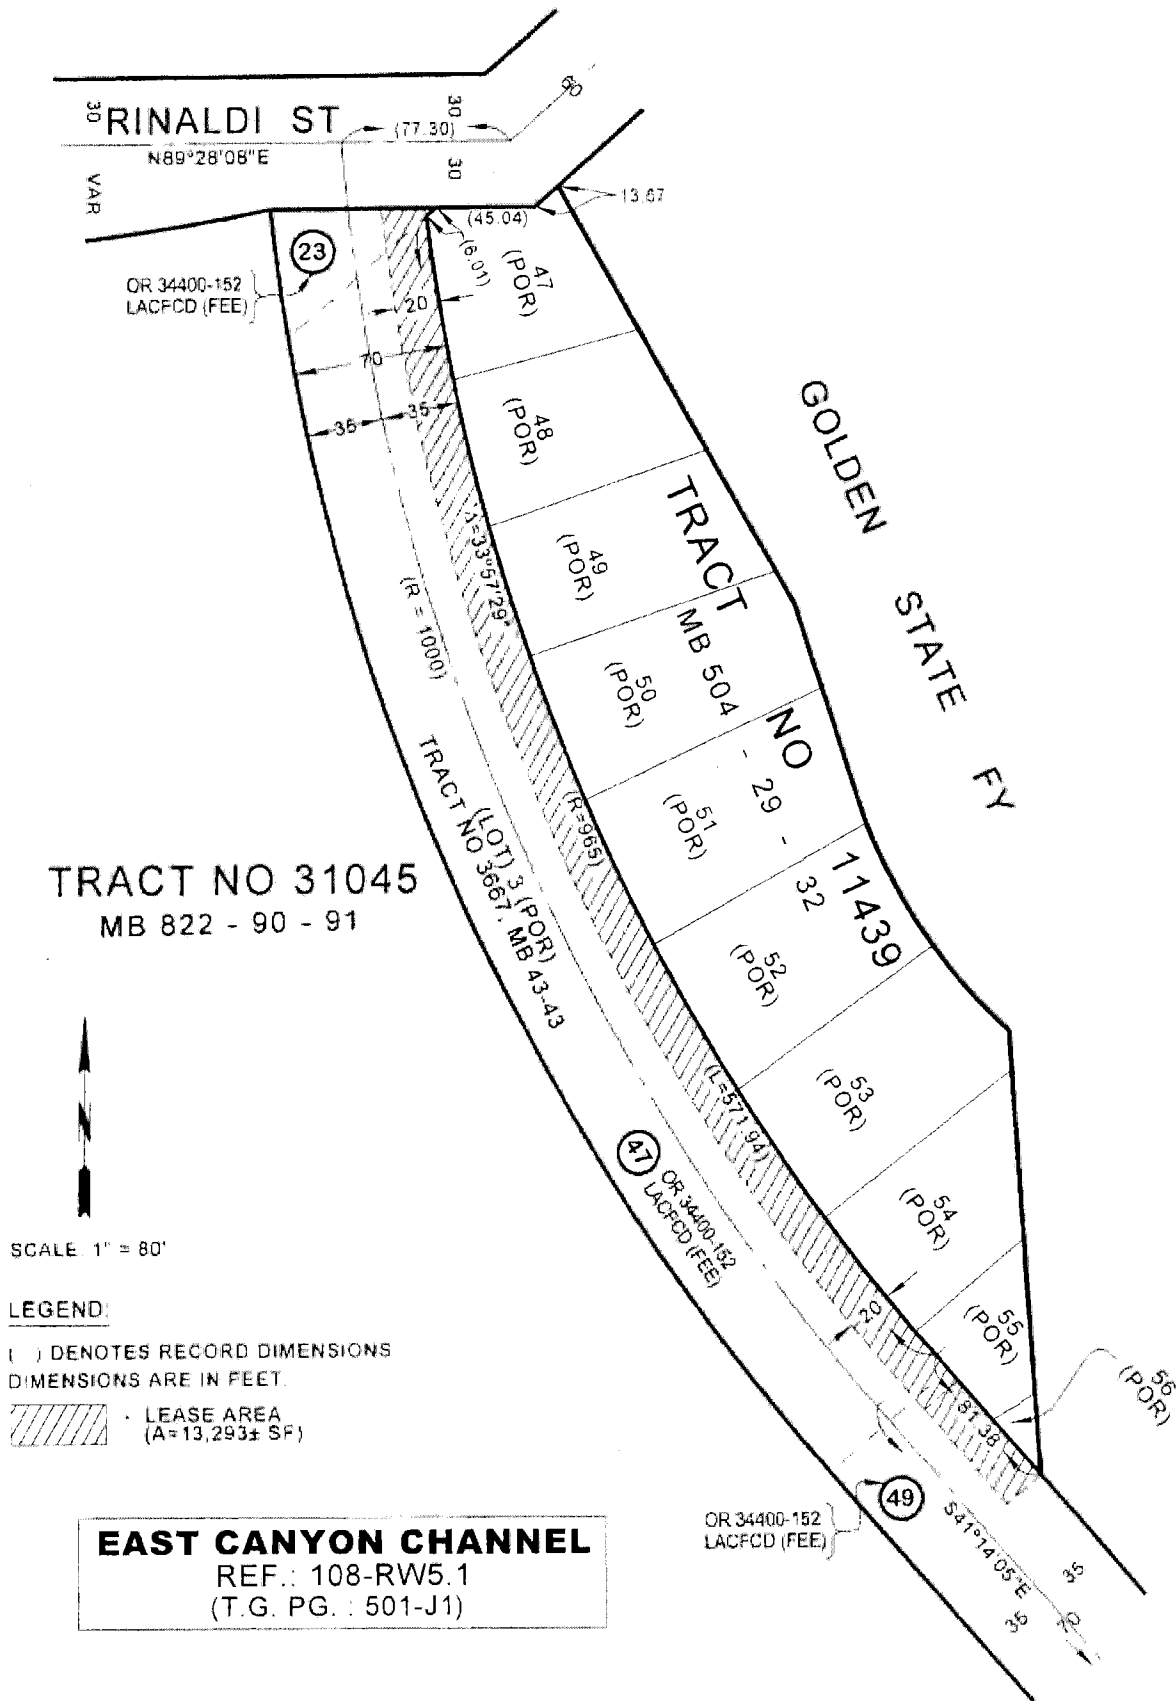 60
30
RINALDI ST
30
(77.30)
N89°28'08"E
30
VAR
13.67
(45.04)
(6.01)
23
47
(POR)
OR 34400-152
LACFCD (FEE)
20
70
35
35
48
(POR)
GOLDEN STATE FY
TRACT NO 11439
MB 504 - 29 - 32
Δ=33°57'29"
49
(POR)
(R = 1000)
50
(POR)
51
(POR)
(R=965)
TRACT NO 31045
MB 822 - 90 - 91
(LOT) 3 (POR)
TRACT NO 3667, MB 43-43
52
(POR)
53
(POR)
(L=571.94)
47
OR 34400-152
LACFCD (FEE)
54
(POR)
20
55
(POR)
56
(POR)
81.38
N
SCALE 1" = 80'
LEGEND:
( ) DENOTES RECORD DIMENSIONS
DIMENSIONS ARE IN FEET.
LEASE AREA
(A=13,293± SF)
49
OR 34400-152
LACFCD (FEE)
S41°14'05"E
35
35
70
EAST CANYON CHANNEL
REF.: 108-RW5.1
(T.G. PG. : 501-J1)